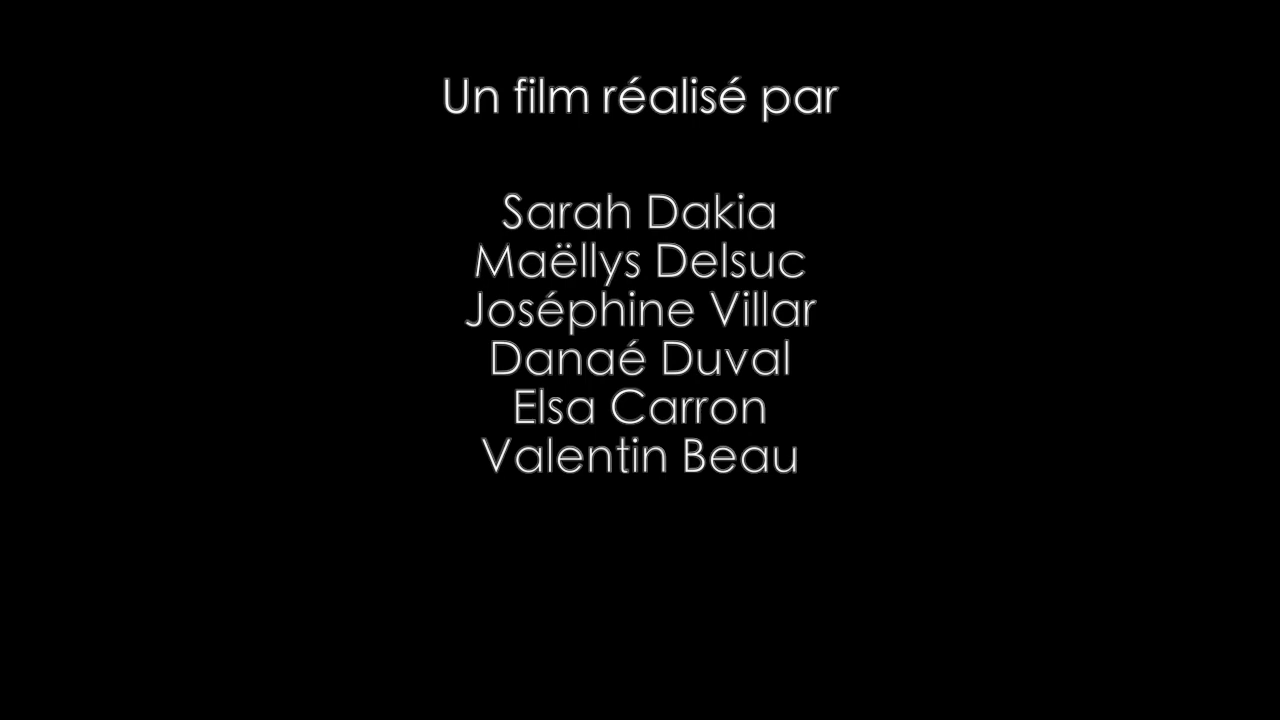 Un film réalisé par
Sarah Dakia
Maëllys Delsuc
Joséphine Villar
Danaé Duval
Elsa Carron
Valentin Beau